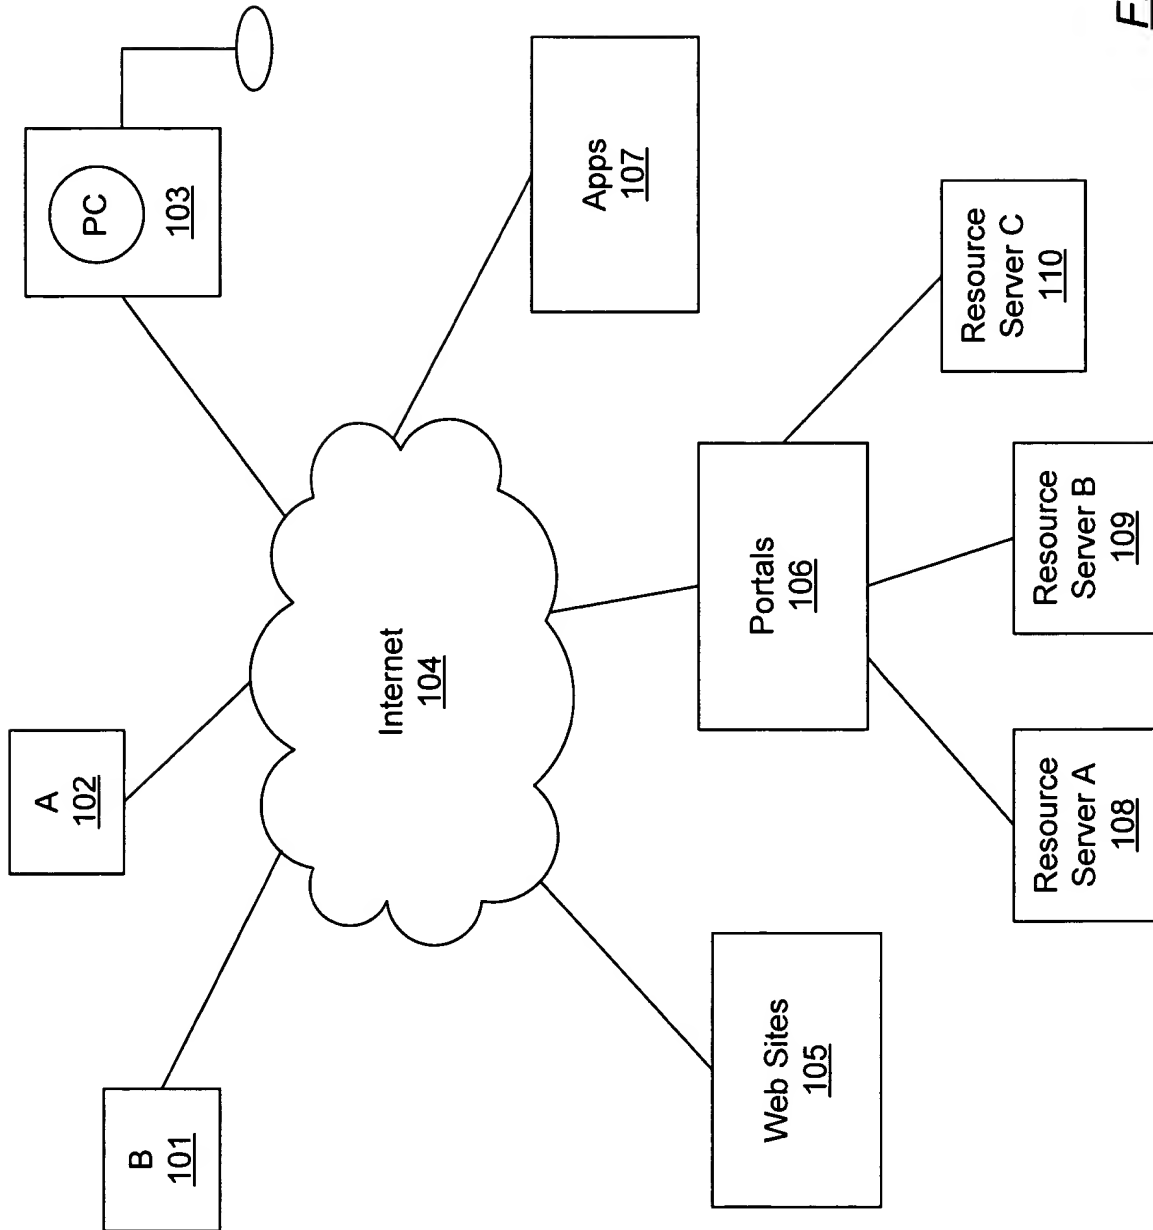 B
101
A
102
PC
103
Internet
104
Web Sites
105
Portals
106
Apps
107
Resource
Server A
108
Resource
Server B
109
Resource
Server C
110